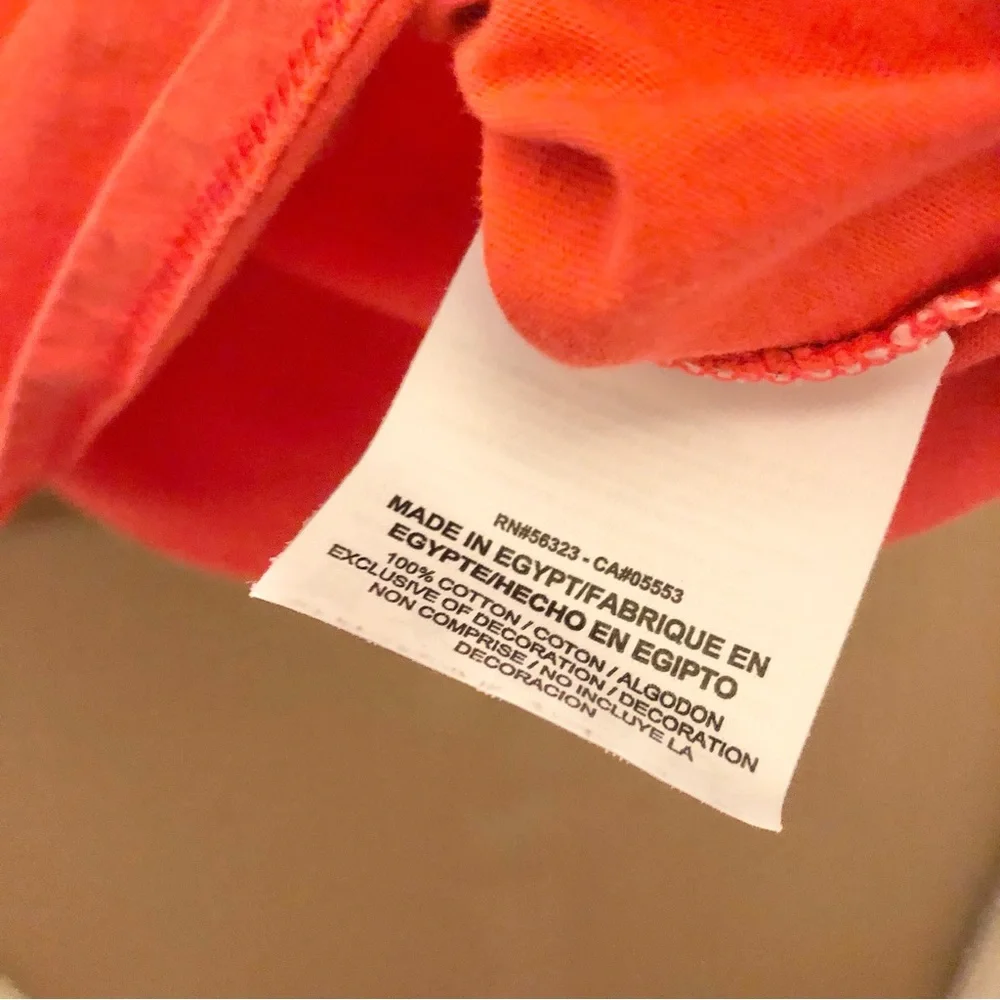 RN#56323 - CA#05553
MADE IN EGYPT/FABRIQUE EN
EGYPTE/HECHO EN EGIPTO
100% COTTON / COTON / ALGODON
EXCLUSIVE OF DECORATION / DECORATION
NON COMPRISE / NO INCLUYE LA
DECORACION